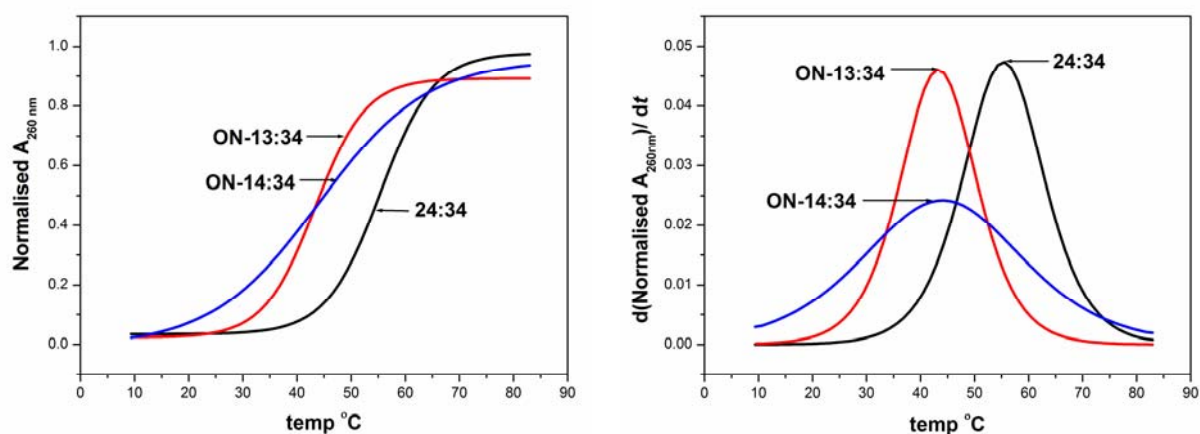 1.0
0.8
0.6
0.4
0.2
0.0
Normalised A260 nm
ON-13:34
ON-14:34
24:34
0 10 20 30 40 50 60 70 80 90
temp °C
0.05
0.04
0.03
0.02
0.01
0.00
d(Normalised A260nm)/ dt
ON-13:34
24:34
ON-14:34
0 10 20 30 40 50 60 70 80 90
temp °C